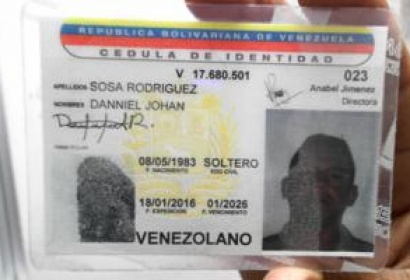 REPUBLICA BOLIVARIANA DE VENEZUELA
CEDULA DE IDENTIDAD
V 17.680.501
023
APELLIDOS SOSA RODRIGUEZ
Anabel Jimenez
Directora
NOMBRES DANNIEL JOHAN
08/05/1983 SOLTERO
F. NACIMIENTO EDO CIVIL
18/01/2016 01/2026
F. EXPEDICION F. VENCIMIENTO
VENEZOLANO